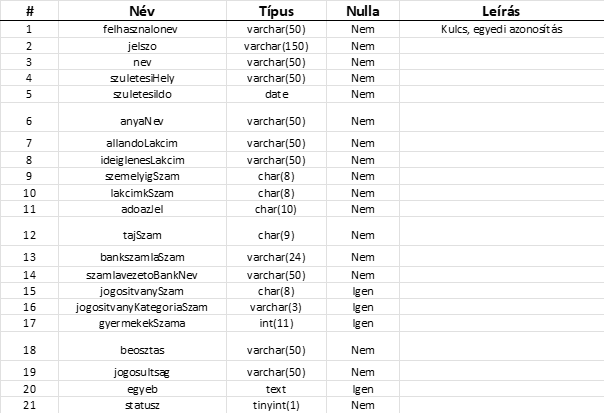 # Név Típus Nulla Leírás
1 felhasznalonev varchar(50) Nem Kulcs, egyedi azonosítás
2 jelszo varchar(150) Nem
3 nev varchar(50) Nem
4 szuletesiHely varchar(50) Nem
5 szuletesiIdo date Nem
6 anyaNev varchar(50) Nem
7 allandoLakcim varchar(50) Nem
8 ideiglenesLakcim varchar(50) Nem
9 szemelyigSzam char(8) Nem
10 lakcimkSzam char(8) Nem
11 adoazJel char(10) Nem
12 tajSzam char(9) Nem
13 bankszamlaSzam varchar(24) Nem
14 szamlavezetoBankNev varchar(50) Nem
15 jogositvanySzam char(8) Igen
16 jogositvanyKategoriaSzam varchar(3) Igen
17 gyermekekSzama int(11) Igen
18 beosztas varchar(50) Nem
19 jogosultsag varchar(50) Nem
20 egyeb text Igen
21 statusz tinyint(1) Nem